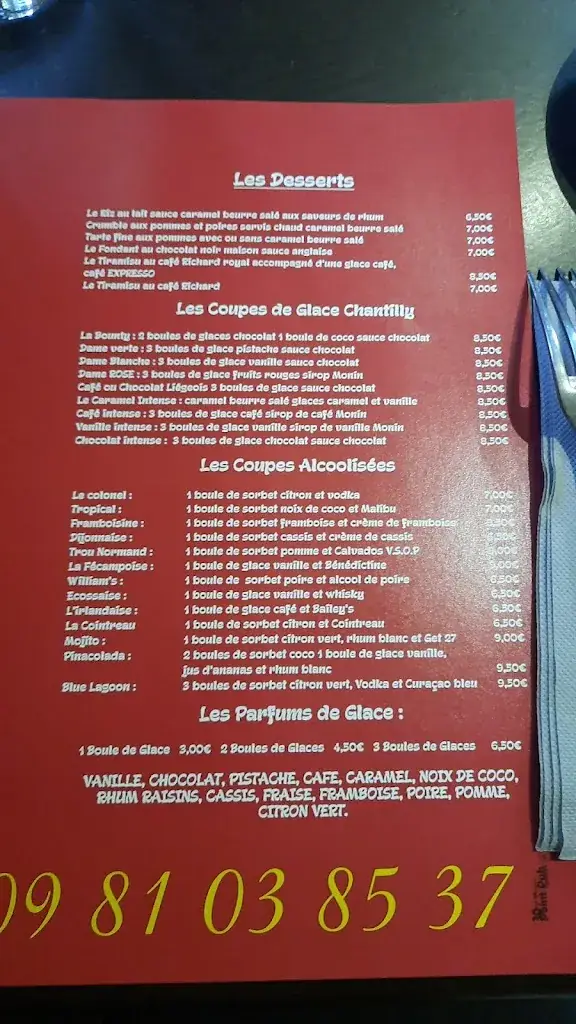 Les Desserts
Le Riz au lait sauce caramel beurre salé aux saveurs de rhum 6,50€
Crumble aux pommes et poires servis chaud caramel beurre salé 7,00€
Tarte fine aux pommes avec ou sans caramel beurre salé 7,00€
Le Fondant au chocolat noir maison sauce anglaise 7,00€
Le Tiramisu au café Richard royal accompagné d'une glace café,
café EXPRESSO 8,50€
Le Tiramisu au café Richard 7,00€
Les Coupes de Glace Chantilly
La Bounty : 2 boules de glaces chocolat 1 boule de coco sauce chocolat 8,50€
Dame verte : 3 boules de glace pistache sauce chocolat 8,50€
Dame Blanche : 3 boules de glace vanille sauce chocolat 8,50€
Dame ROSE : 3 boules de glace fruits rouges sirop Monin 8,50€
Café ou Chocolat Liégeois 3 boules de glace sauce chocolat 8,50€
Le Caramel Intense : caramel beurre salé glaces caramel et vanille 8,50€
Café intense : 3 boules de glace café sirop de café Monin 8,50€
Vanille intense : 3 boules de glace vanille sirop de vanille Monin 8,50€
Chocolat intense : 3 boules de glace chocolat sauce chocolat 8,50€
Les Coupes Alcoolisées
Le colonel : 1 boule de sorbet citron et vodka 7,00€
Tropical : 1 boule de sorbet noix de coco et Malibu 7,00€
Framboisine : 1 boule de sorbet framboise et crème de framboise
Dijonnaise : 1 boule de sorbet cassis et crème de cassis
Trou Normand : 1 boule de sorbet pomme et Calvados V.S.O.P
La Fécampoise : 1 boule de glace vanille et Bénédictine 9,00€
William's : 1 boule de sorbet poire et alcool de poire 6,50€
Ecossaise : 1 boule de glace vanille et whisky 6,50€
L'irlandaise : 1 boule de glace café et Bailey's 6,50€
La Cointreau 1 boule de sorbet citron et Cointreau 6,50€
Mojito : 1 boule de sorbet citron vert, rhum blanc et Get 27 9,00€
Pinacolada : 2 boules de sorbet coco 1 boule de glace vanille,
jus d'ananas et rhum blanc 9,50€
Blue Lagoon : 3 boules de sorbet citron vert, Vodka et Curaçao bleu 9,50€
Les Parfums de Glace :
1 Boule de Glace 3,00€ 2 Boules de Glaces 4,50€ 3 Boules de Glaces 6,50€
VANILLE, CHOCOLAT, PISTACHE, CAFE, CARAMEL, NOIX DE COCO,
RHUM RAISINS, CASSIS, FRAISE, FRAMBOISE, POIRE, POMME,
CITRON VERT.
09 81 03 85 37